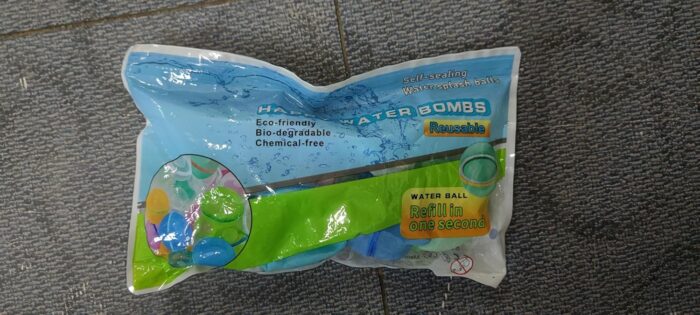 Self-sealing
Water splash balls
WATER BOMBS
Eco-friendly
Bio-degradable
Chemical-free
Reusable
WATER BALL
Refill in
one second